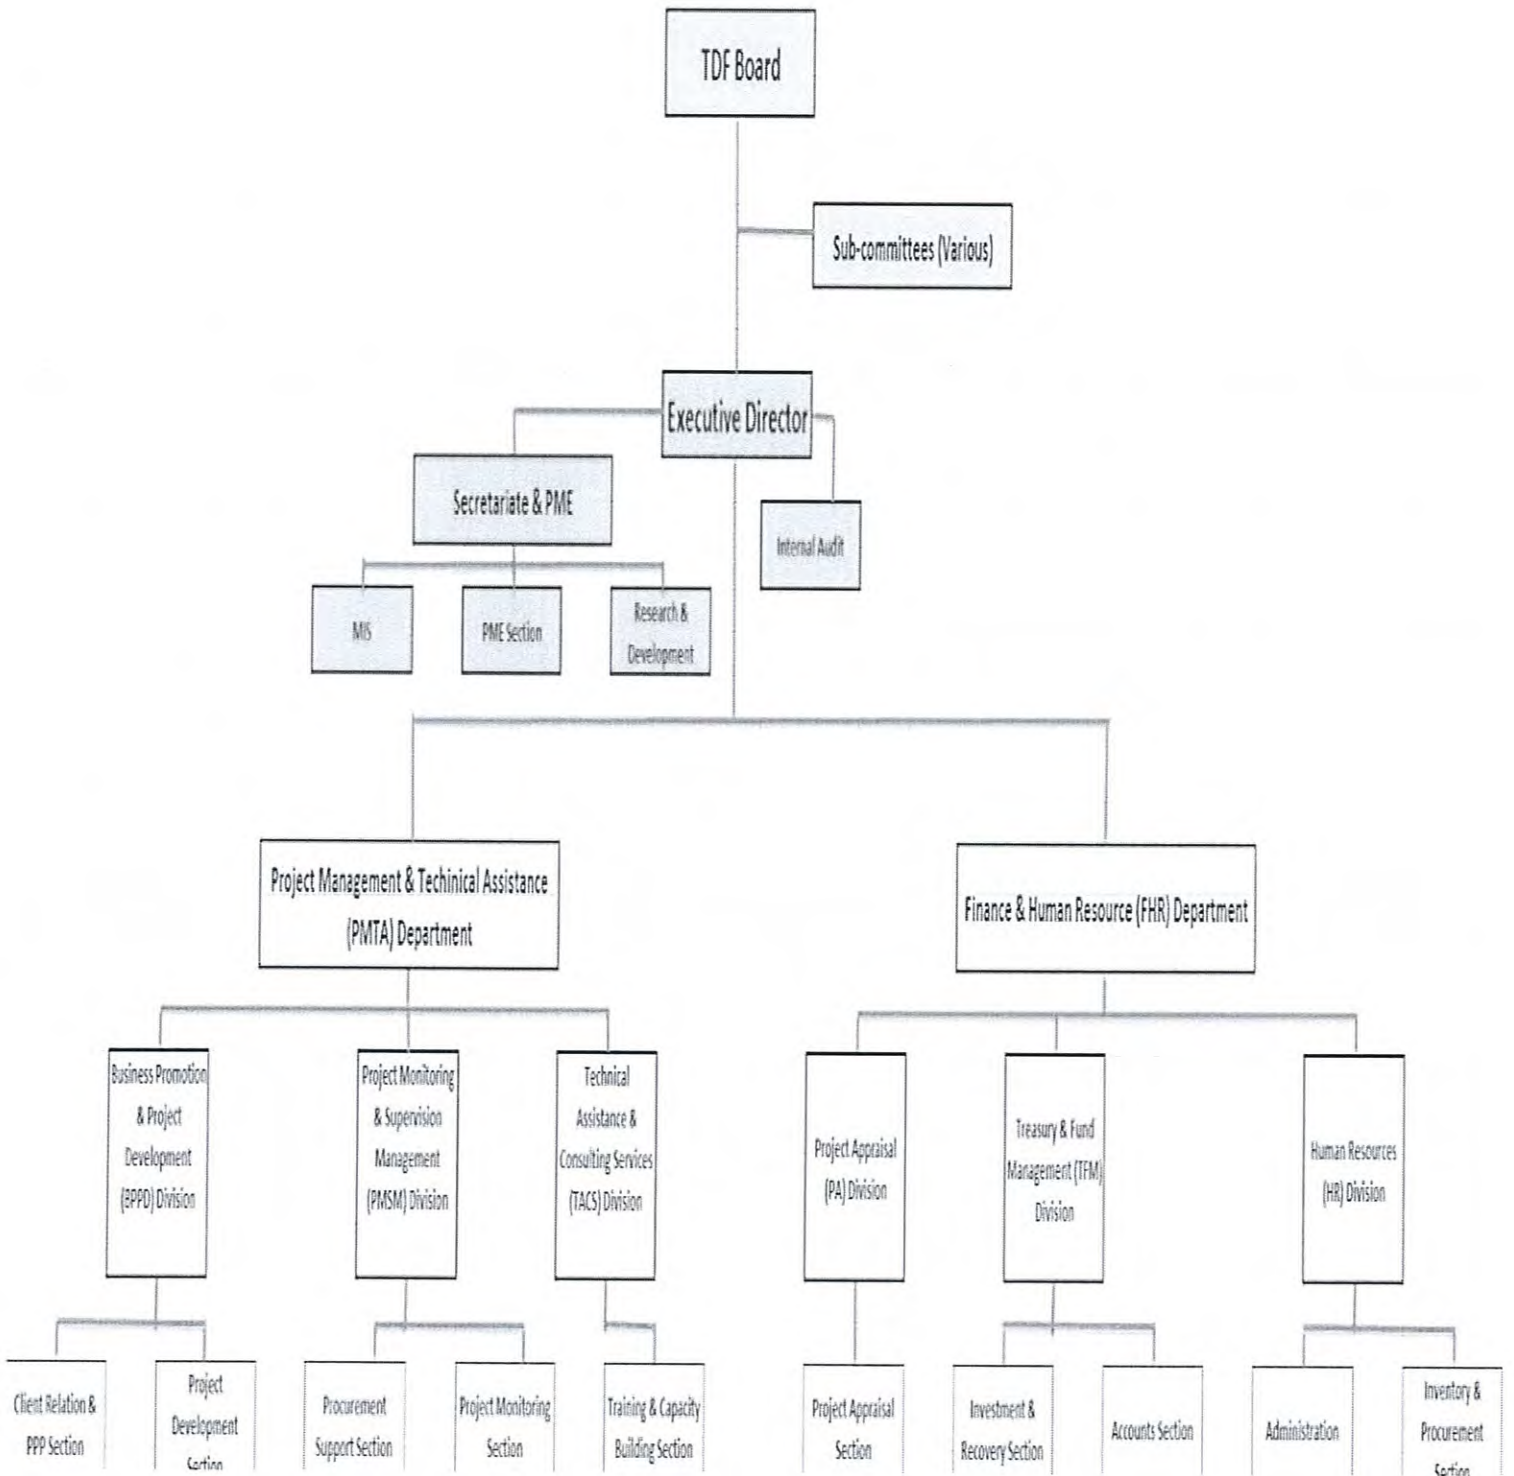 TDF Board
Sub-committees (Various)
Executive Director
Secretariate & PME
Internal Audit
MIS
PME Section
Research &
Development
Project Management & Techinical Assistance
(PMTA) Department
Finance & Human Resource (FHR) Department
Business Promotion
& Project
Development
(BPPD) Division
Project Monitoring
& Supervision
Management
(PMSM) Division
Technical
Assistance &
Consulting Services
(TACS) Division
Project Appraisal
(PA) Division
Treasury & Fund
Management (TFM)
Division
Human Resources
(HR) Division
Client Relation &
PPP Section
Project
Development
Section
Procurement
Support Section
Project Monitoring
Section
Training & Capacity
Building Section
Project Appraisal
Section
Investment &
Recovery Section
Accounts Section
Administration
Inventory &
Procurement
Section